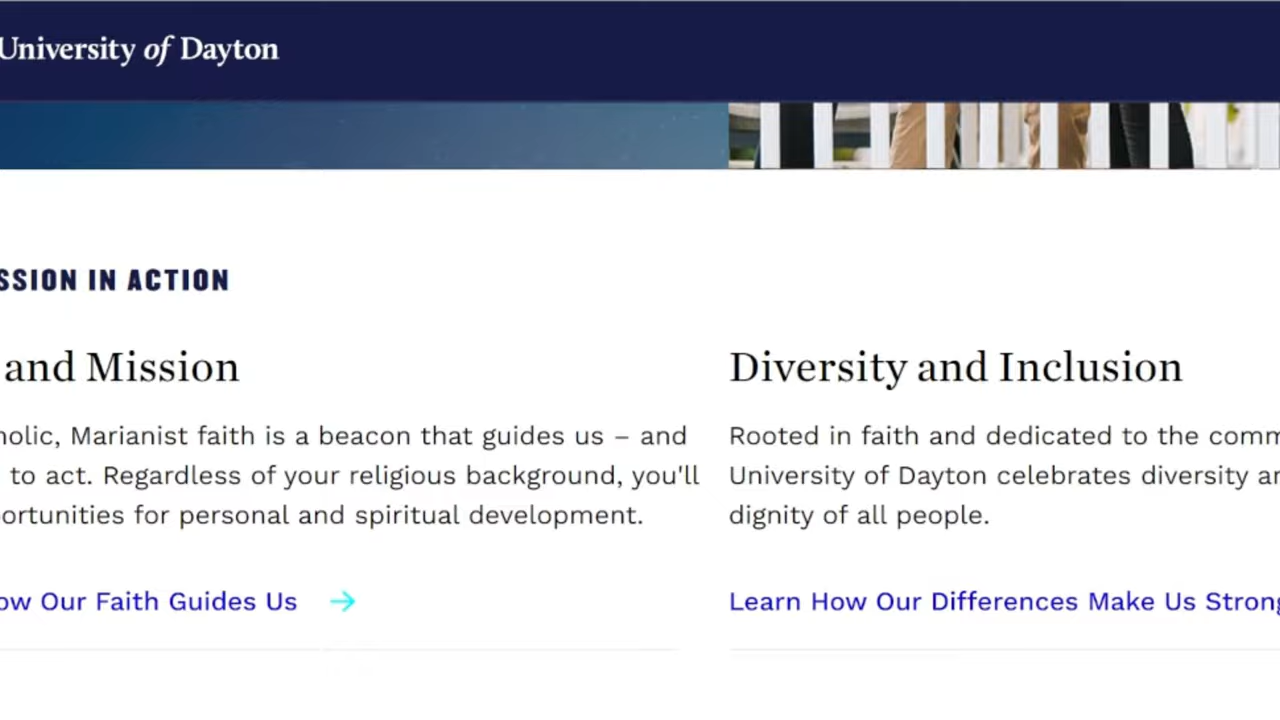 University of Dayton
SSION IN ACTION
and Mission
Diversity and Inclusion
holic, Marianist faith is a beacon that guides us – and
to act. Regardless of your religious background, you'll
ortunities for personal and spiritual development.
Rooted in faith and dedicated to the comm
University of Dayton celebrates diversity an
dignity of all people.
ow Our Faith Guides Us →
Learn How Our Differences Make Us Strong